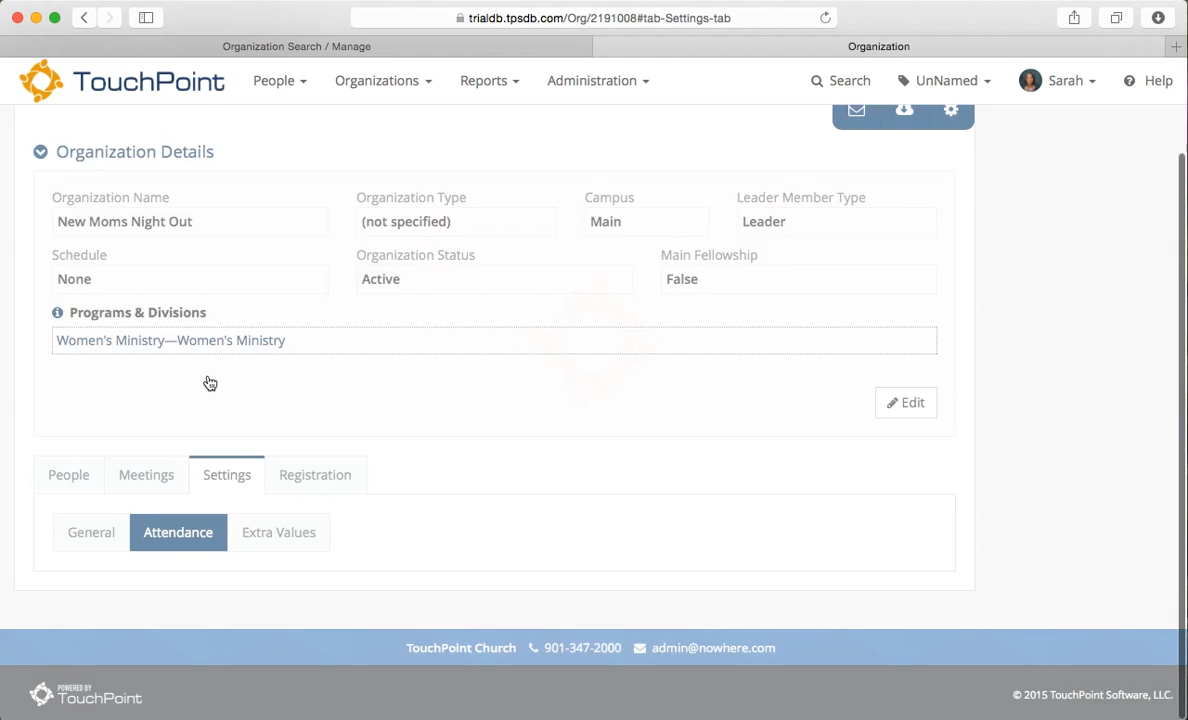 trialdb.tpsdb.com/Org/2191008#tab-Settings-tab
Organization Search / Manage
Organization
TouchPoint
People
Organizations
Reports
Administration
Search
UnNamed
Sarah
Help
Organization Details
Organization Name
Organization Type
Campus
Leader Member Type
New Moms Night Out
(not specified)
Main
Leader
Schedule
Organization Status
Main Fellowship
None
Active
False
Programs & Divisions
Women's Ministry—Women's Ministry
Edit
People
Meetings
Settings
Registration
General
Attendance
Extra Values
TouchPoint Church
901-347-2000
admin@nowhere.com
POWERED BY
TouchPoint
© 2015 TouchPoint Software, LLC.